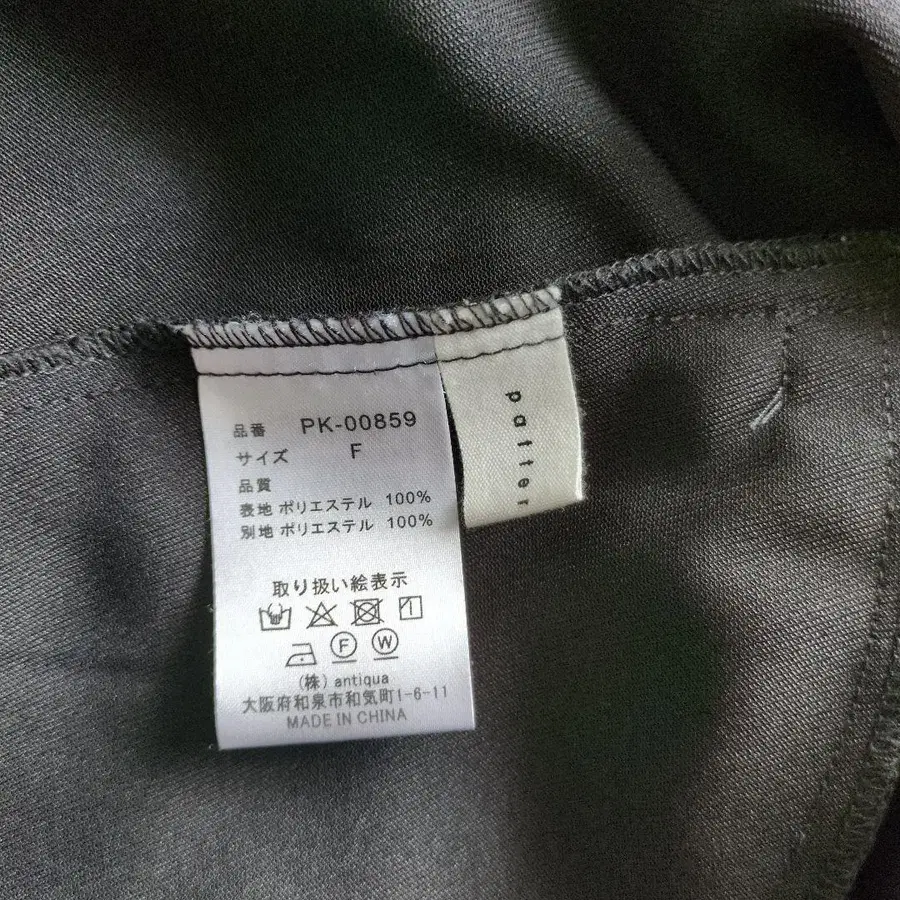 品番 PK-00859
サイズ F
品質
表地 ポリエステル 100%
別地 ポリエステル 100%
取り扱い絵表示
F W
(株) antiqua
大阪府和泉市和気町1-6-11
MADE IN CHINA
patter